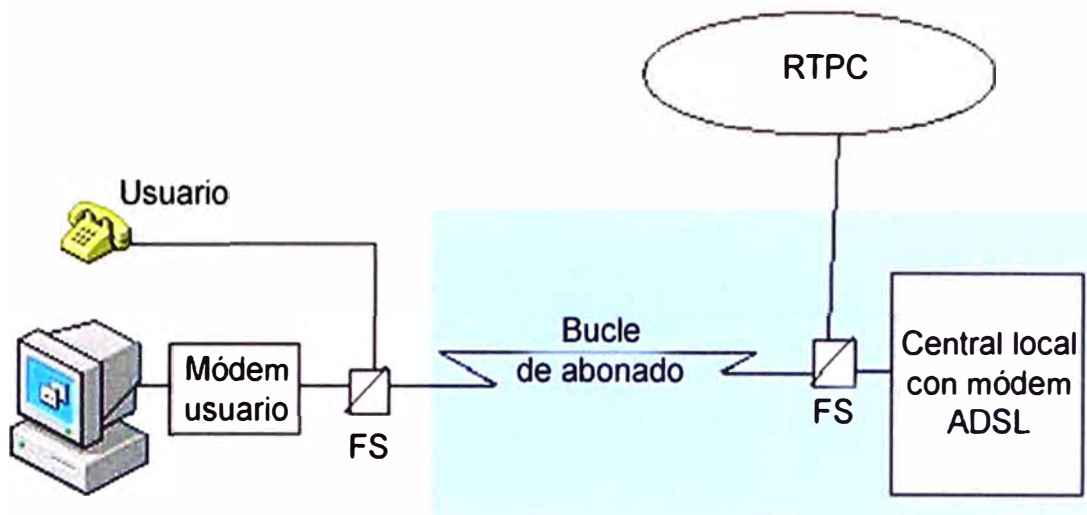 RTPC
Usuario
Bucle
de abonado
Módem
usuario
FS
FS
Central local
con módem
ADSL